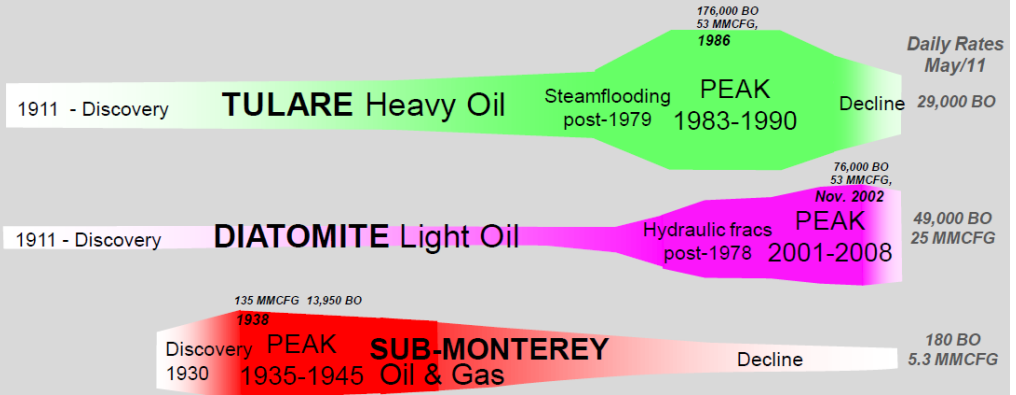 176,000 BO
53 MMCFG,
1986
Daily Rates
May/11
1911 - Discovery
TULARE Heavy Oil
Steamflooding
post-1979
PEAK
1983-1990
Decline
29,000 BO
76,000 BO
53 MMCFG,
Nov. 2002
1911 - Discovery
DIATOMITE Light Oil
Hydraulic fracs
post-1978
PEAK
2001-2008
49,000 BO
25 MMCFG
135 MMCFG 13,950 BO
1938
Discovery
1930
PEAK
1935-1945
SUB-MONTEREY
Oil & Gas
Decline
180 BO
5.3 MMCFG